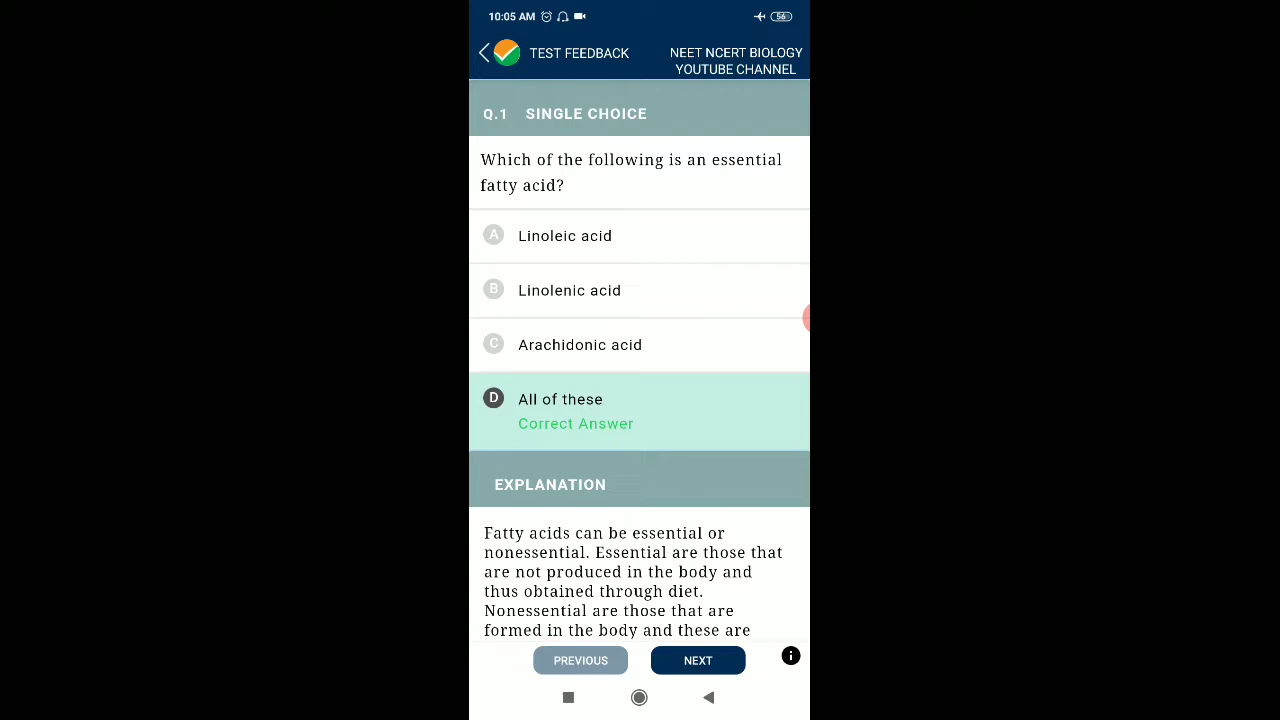 10:05 AM 56
TEST FEEDBACK
NEET NCERT BIOLOGY
YOUTUBE CHANNEL
Q.1 SINGLE CHOICE
Which of the following is an essential
fatty acid?
A Linoleic acid
B Linolenic acid
C Arachidonic acid
D All of these
Correct Answer
EXPLANATION
Fatty acids can be essential or
nonessential. Essential are those that
are not produced in the body and
thus obtained through diet.
Nonessential are those that are
formed in the body and these are
PREVIOUS NEXT